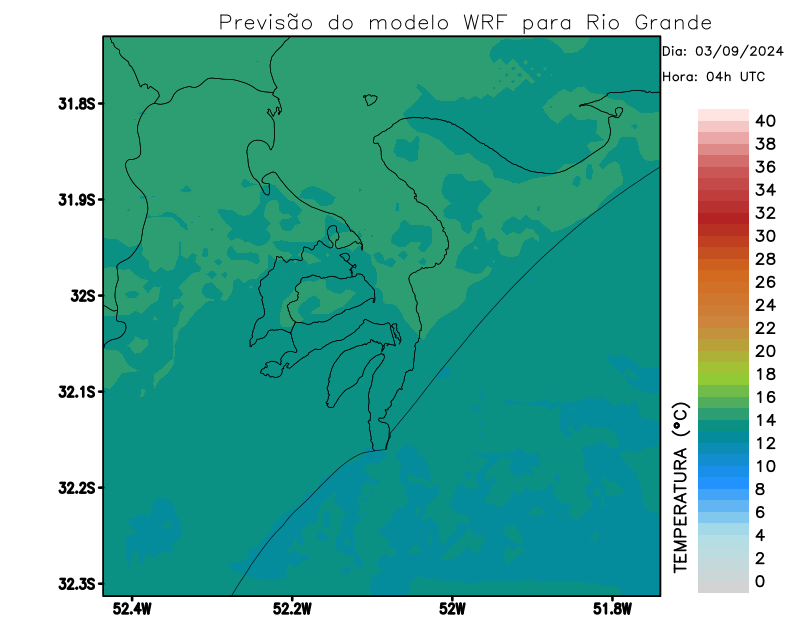 Previsão do modelo WRF para Rio Grande
Dia: 03/09/2024
Hora: 04h UTC
31.8S
31.9S
32S
32.1S
32.2S
32.3S
52.4W
52.2W
52W
51.8W
TEMPERATURA (°C)
40
38
36
34
32
30
28
26
24
22
20
18
16
14
12
10
8
6
4
2
0